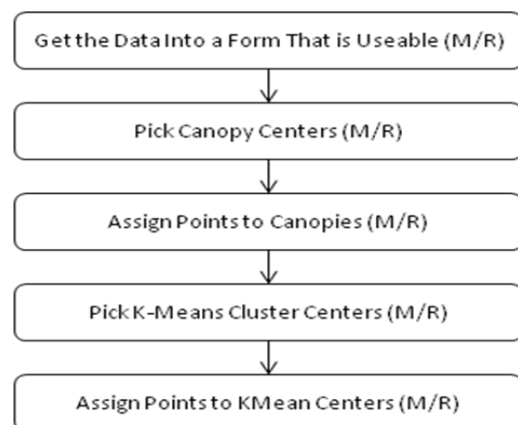 Get the Data Into a Form That is Useable (M/R)
Pick Canopy Centers (M/R)
Assign Points to Canopies (M/R)
Pick K-Means Cluster Centers (M/R)
Assign Points to KMean Centers (M/R)